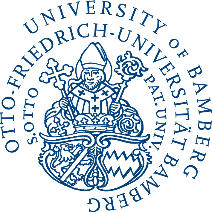 UNIVERSITY OF BAMBERG
OTTO-FRIEDRICH-UNIVERSITÄT BAMBERG
S·OTTO
PAT·UNIV·